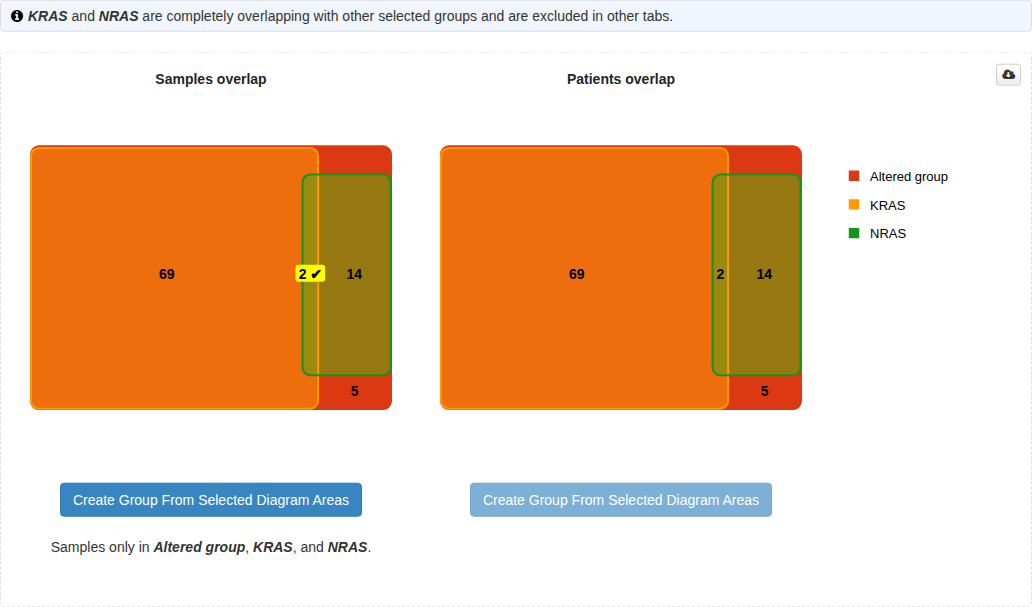 KRAS and NRAS are completely overlapping with other selected groups and are excluded in other tabs.
Samples overlap
Patients overlap
69
2 ✔
14
5
69
2
14
5
Altered group
KRAS
NRAS
Create Group From Selected Diagram Areas
Create Group From Selected Diagram Areas
Samples only in Altered group, KRAS, and NRAS.